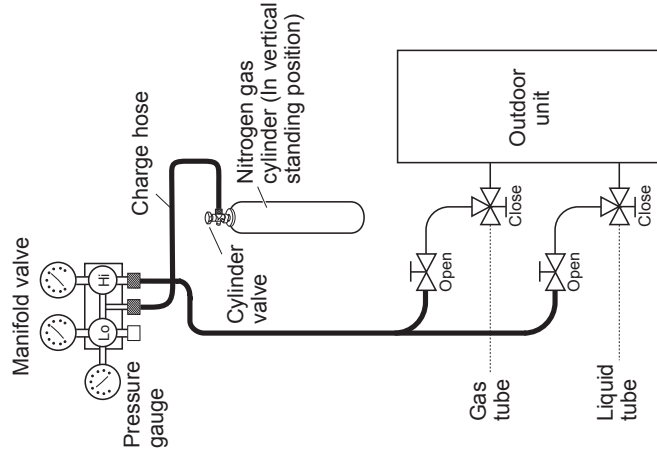 Manifold valve
Pressure
gauge
Lo
Hi
Charge hose
Cylinder
valve
Nitrogen gas
cylinder (In vertical
standing position)
Open
Close
Open
Close
Gas
tube
Liquid
tube
Outdoor
unit